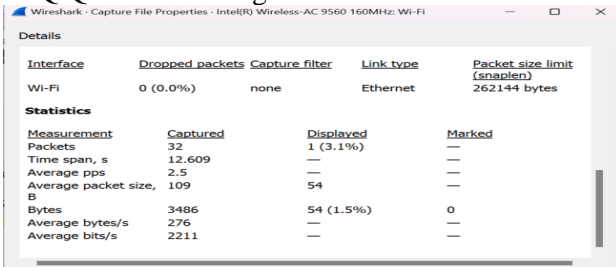 Wireshark · Capture File Properties · Intel(R) Wireless-AC 9560 160MHz: Wi-Fi
Details
Interface Dropped packets Capture filter Link type Packet size limit (snaplen)
Wi-Fi 0 (0.0%) none Ethernet 262144 bytes
Statistics
Measurement Captured Displayed Marked
Packets 32 1 (3.1%) —
Time span, s 12.609 — —
Average pps 2.5 — —
Average packet size, B 109 54 —
Bytes 3486 54 (1.5%) 0
Average bytes/s 276 — —
Average bits/s 2211 — —